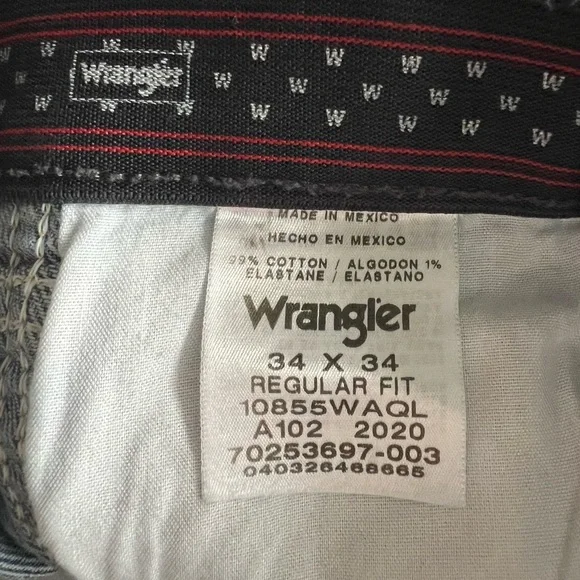 W W W W W W W
Wrangler
W W W W W W
W W W W W W W
MADE IN MEXICO
HECHO EN MEXICO
99% COTTON / ALGODON 1%
ELASTANE / ELASTANO
Wrangler
34 X 34
REGULAR FIT
10855WAQL
A102 2020
70253697-003
040326468665